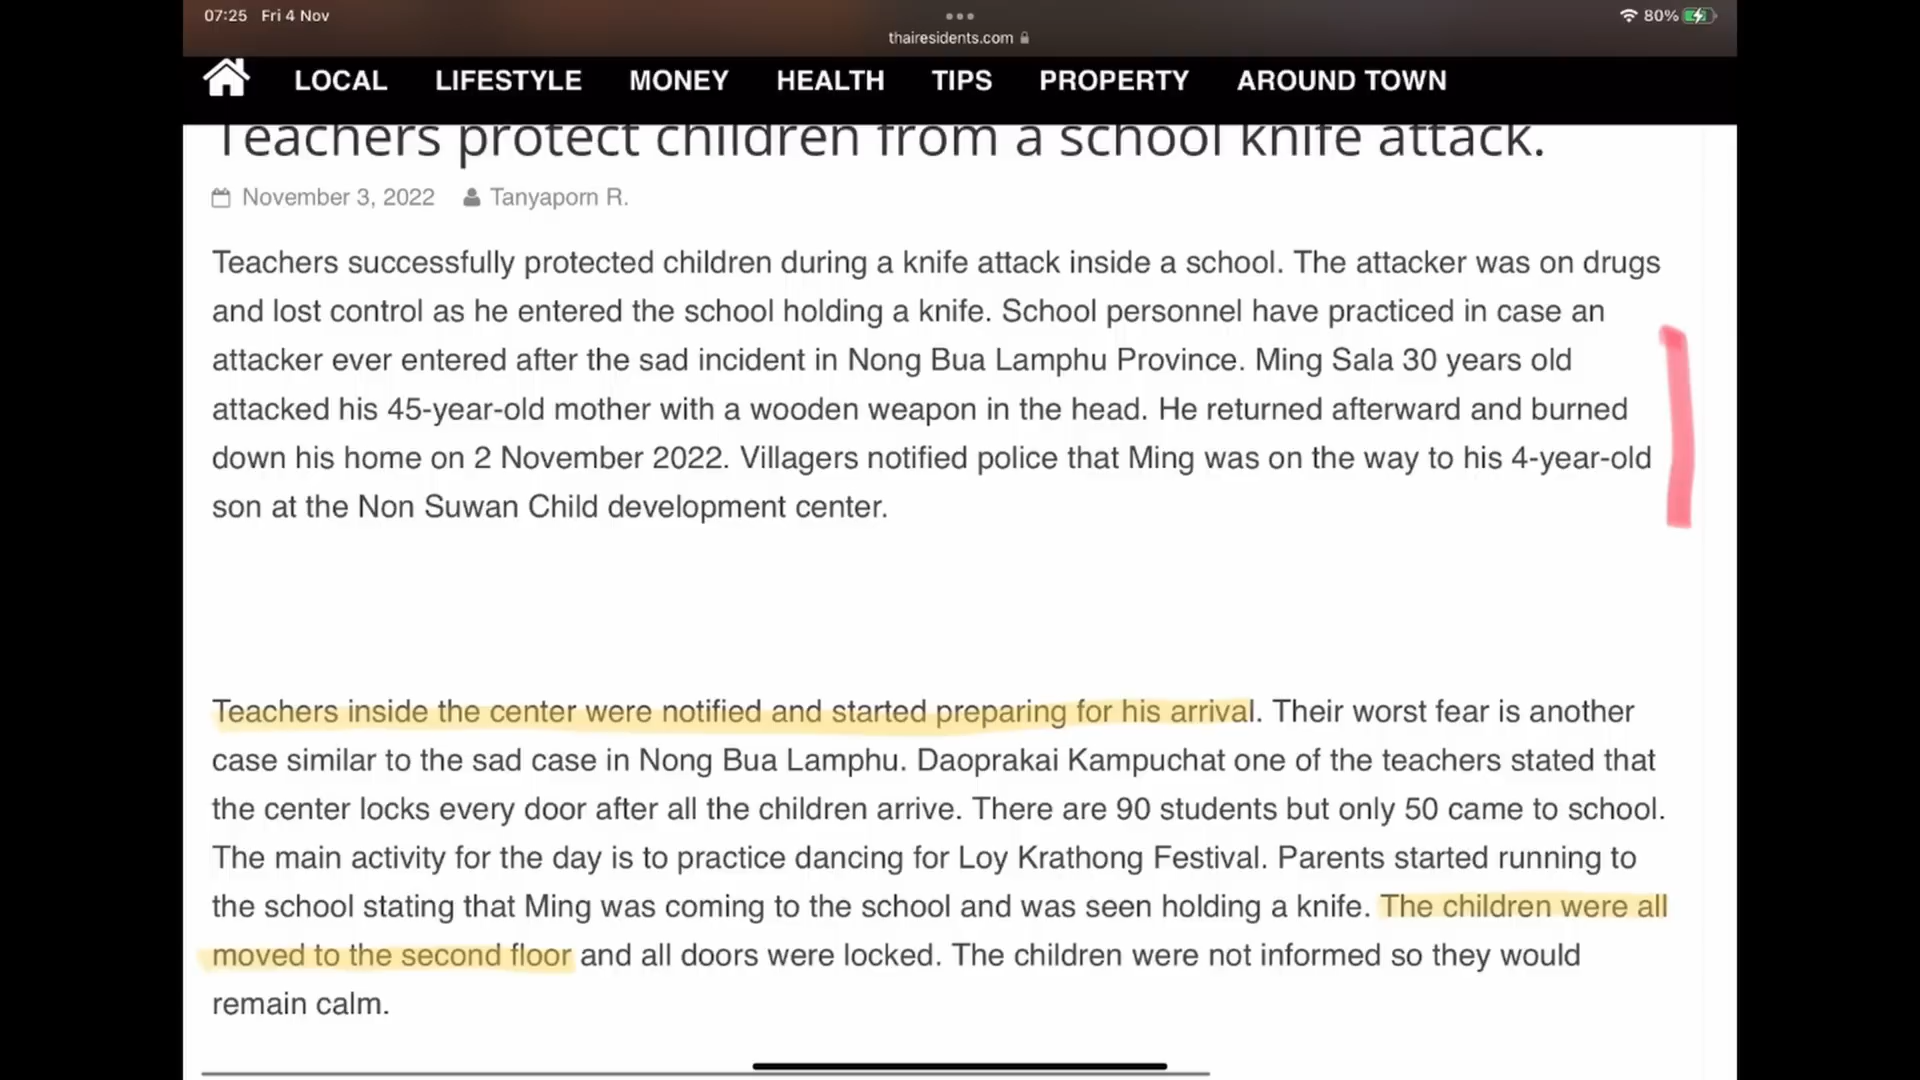 07:25 Fri 4 Nov
80%
thairesidents.com
LOCAL LIFESTYLE MONEY HEALTH TIPS PROPERTY AROUND TOWN
Teachers protect children from a school knife attack.
November 3, 2022 Tanyaporn R.
Teachers successfully protected children during a knife attack inside a school. The attacker was on drugs
and lost control as he entered the school holding a knife. School personnel have practiced in case an
attacker ever entered after the sad incident in Nong Bua Lamphu Province. Ming Sala 30 years old
attacked his 45-year-old mother with a wooden weapon in the head. He returned afterward and burned
down his home on 2 November 2022. Villagers notified police that Ming was on the way to his 4-year-old
son at the Non Suwan Child development center.
Teachers inside the center were notified and started preparing for his arrival. Their worst fear is another
case similar to the sad case in Nong Bua Lamphu. Daoprakai Kampuchat one of the teachers stated that
the center locks every door after all the children arrive. There are 90 students but only 50 came to school.
The main activity for the day is to practice dancing for Loy Krathong Festival. Parents started running to
the school stating that Ming was coming to the school and was seen holding a knife. The children were all
moved to the second floor and all doors were locked. The children were not informed so they would
remain calm.